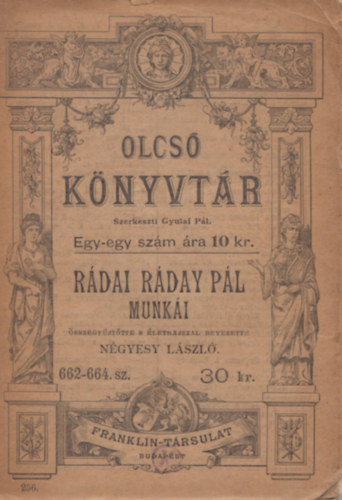 OLCSÓ
KÖNYVTÁR
Szerkeszti Gyulai Pál.
Egy-egy szám ára 10 kr.
RÁDAI RÁDAY PÁL
MUNKÁI
ÖSSZEGYŰJTÖTTE S ÉLETRAJZZAL BEVEZETTE
NÉGYESY LÁSZLÓ.
662-664. sz. 30 kr.
FRANKLIN-TÁRSULAT
BUDAPEST
256.